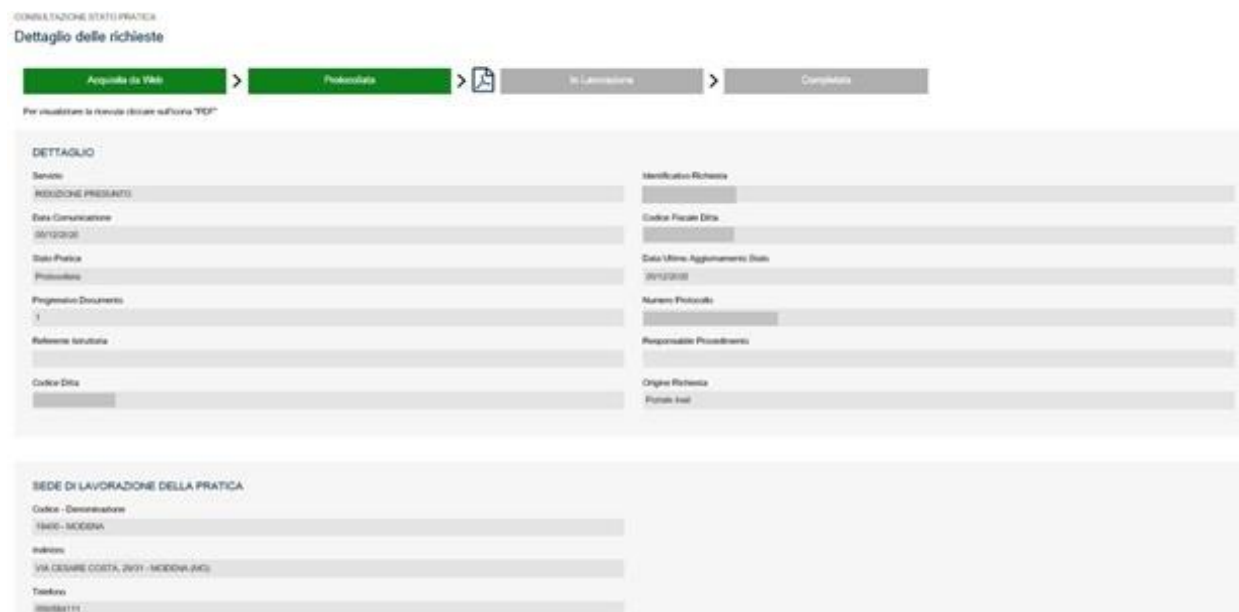 CONSULTAZIONE STATO PRATICA
Dettaglio delle richieste
Acquisita da Web
Protocollata
In Lavorazione
Completata
Per visualizzare la ricevuta cliccare sull'icona "PDF"
DETTAGLIO
Servizio
Identificativo Richiesta
RIDUZIONE PRESUNTO
Data Comunicazione
Codice Fiscale Ditta
Stato Pratica
Data Ultimo Aggiornamento Stato
Protocollata
Progressivo Documento
Numero Protocollo
1
Referente Istruttoria
Responsabile Procedimento
Codice Ditta
Origine Richiesta
Portale Inail
SEDE DI LAVORAZIONE DELLA PRATICA
Codice - Denominazione
MODENA
Indirizzo
VIA CESARE COSTA, - MODENA (MO)
Telefono